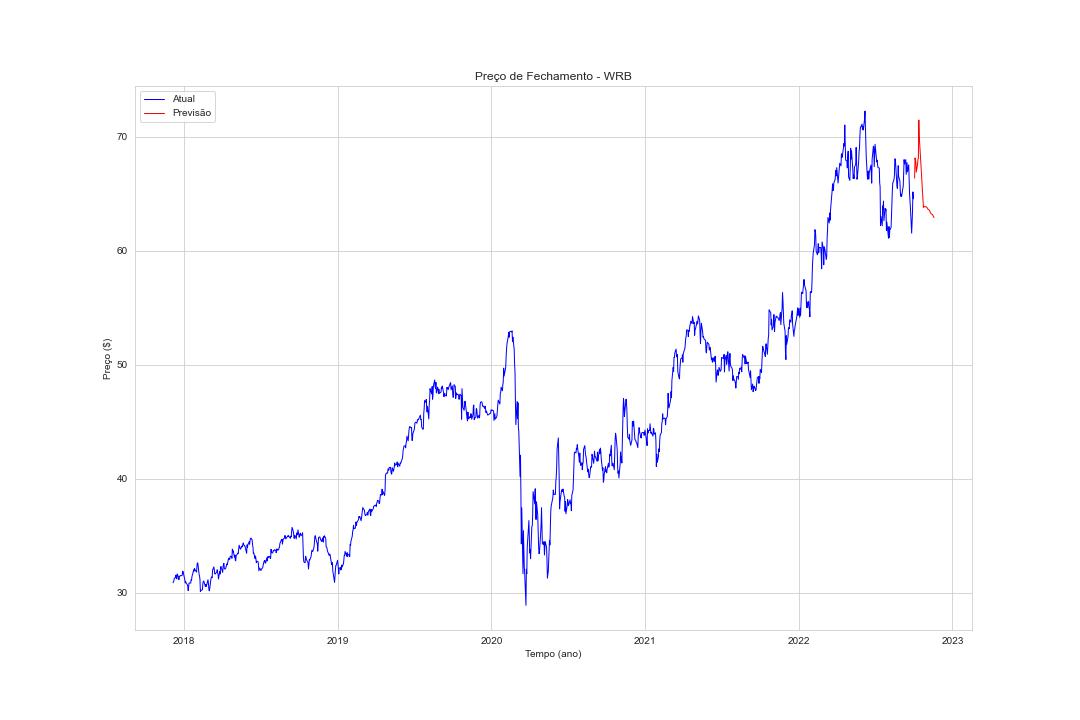 Preço de Fechamento - WRB
Atual
Previsão
70
60
50
40
30
Preço ($)
2018 2019 2020 2021 2022 2023
Tempo (ano)